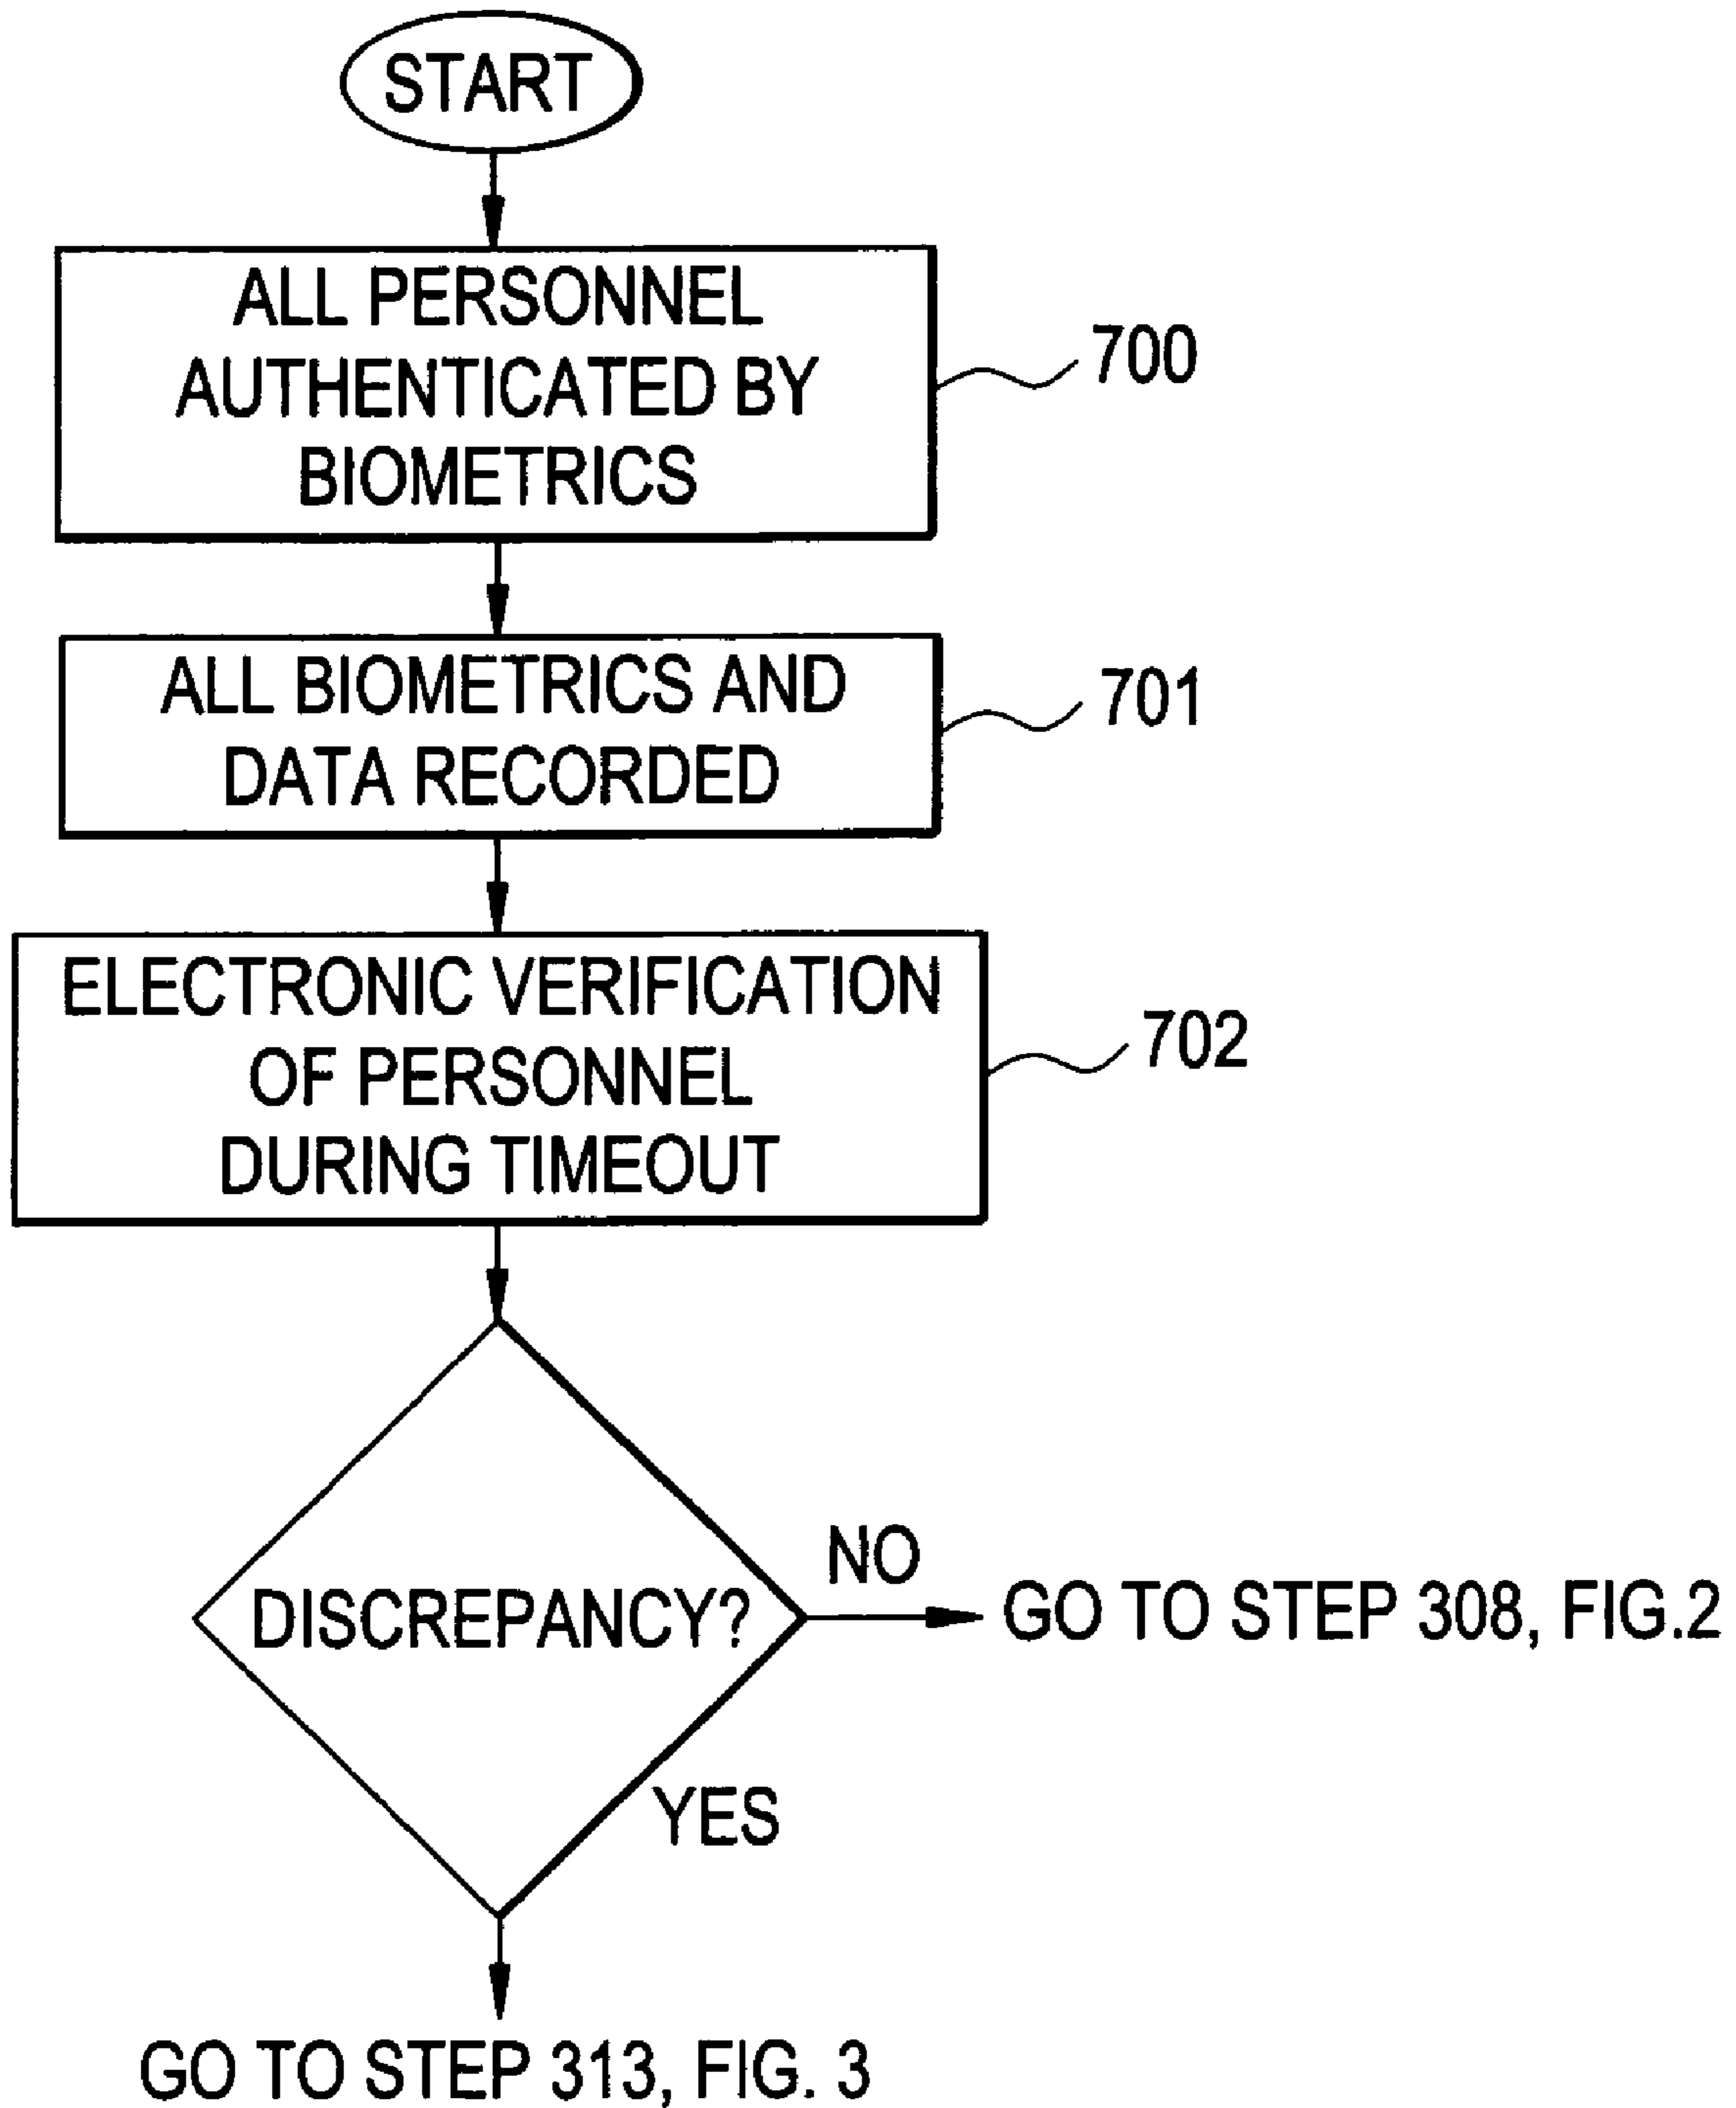 START
ALL PERSONNEL
AUTHENTICATED BY
BIOMETRICS
700
ALL BIOMETRICS AND
DATA RECORDED
701
ELECTRONIC VERIFICATION
OF PERSONNEL
DURING TIMEOUT
702
DISCREPANCY?
NO
GO TO STEP 308, FIG.2
YES
GO TO STEP 313, FIG. 3